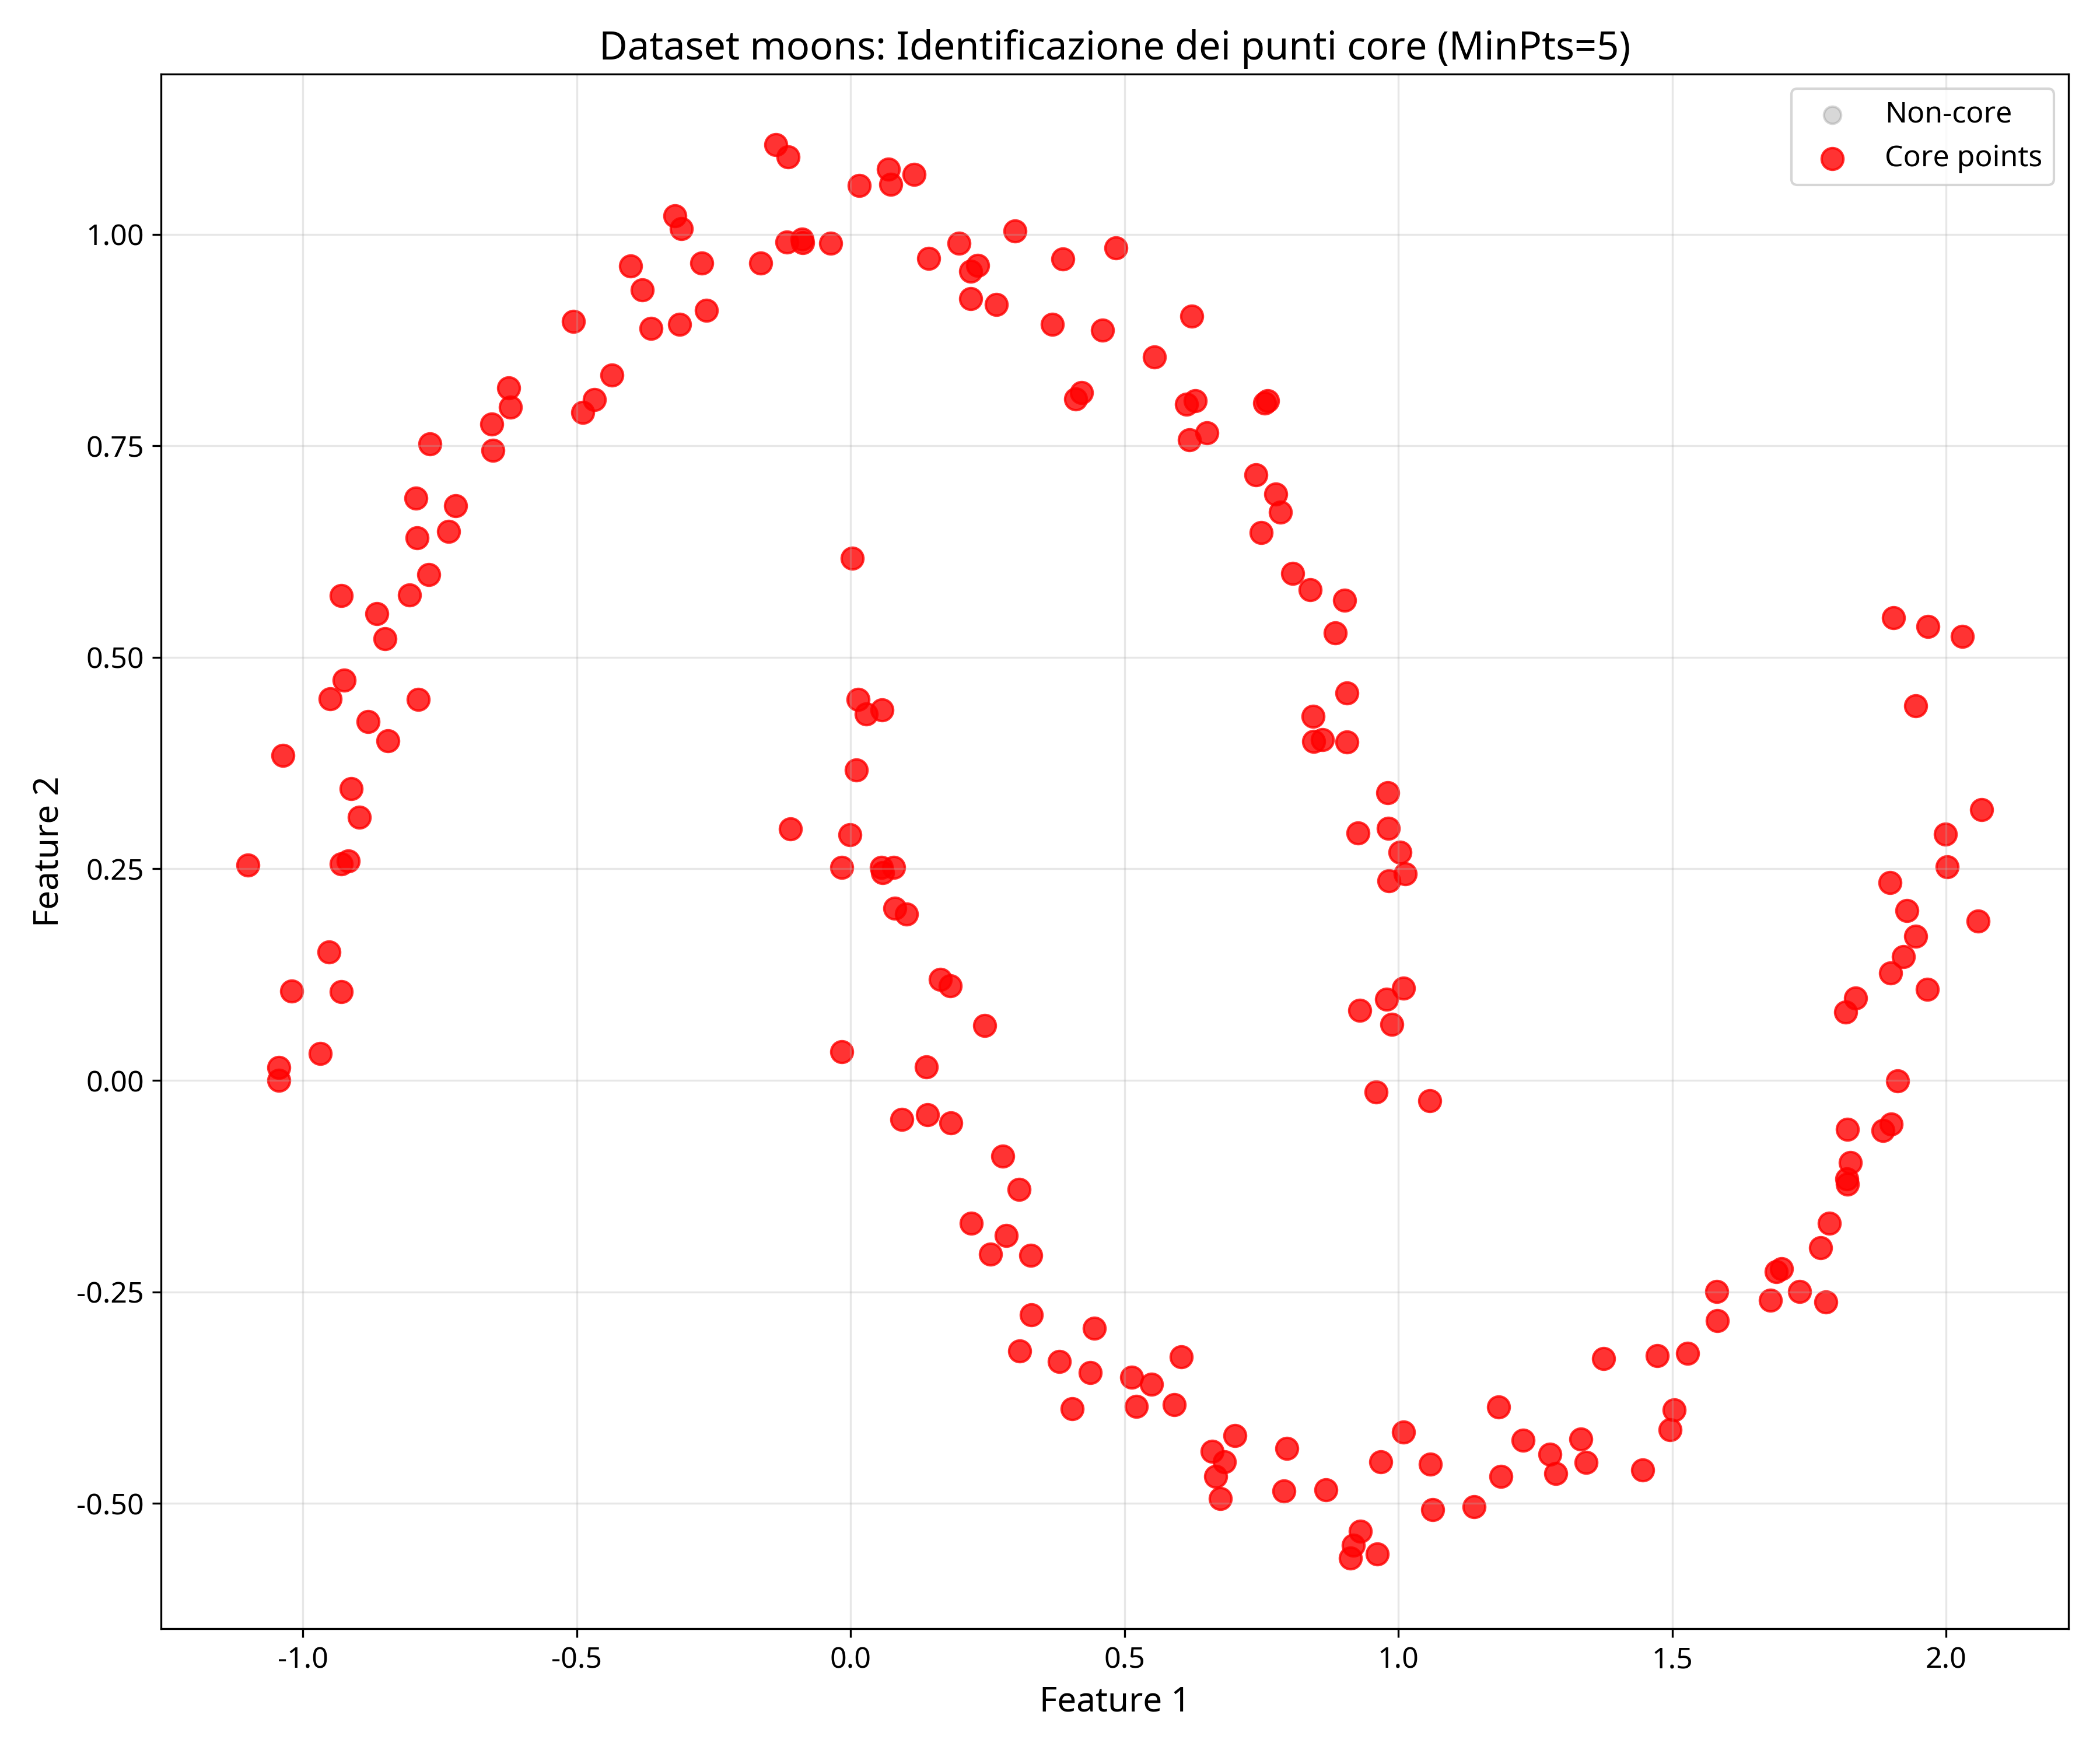 Dataset moons: Identificazione dei punti core (MinPts=5)
Non-core
Core points
1.00
0.75
0.50
0.25
0.00
-0.25
-0.50
Feature 2
-1.0
-0.5
0.0
0.5
1.0
1.5
2.0
Feature 1